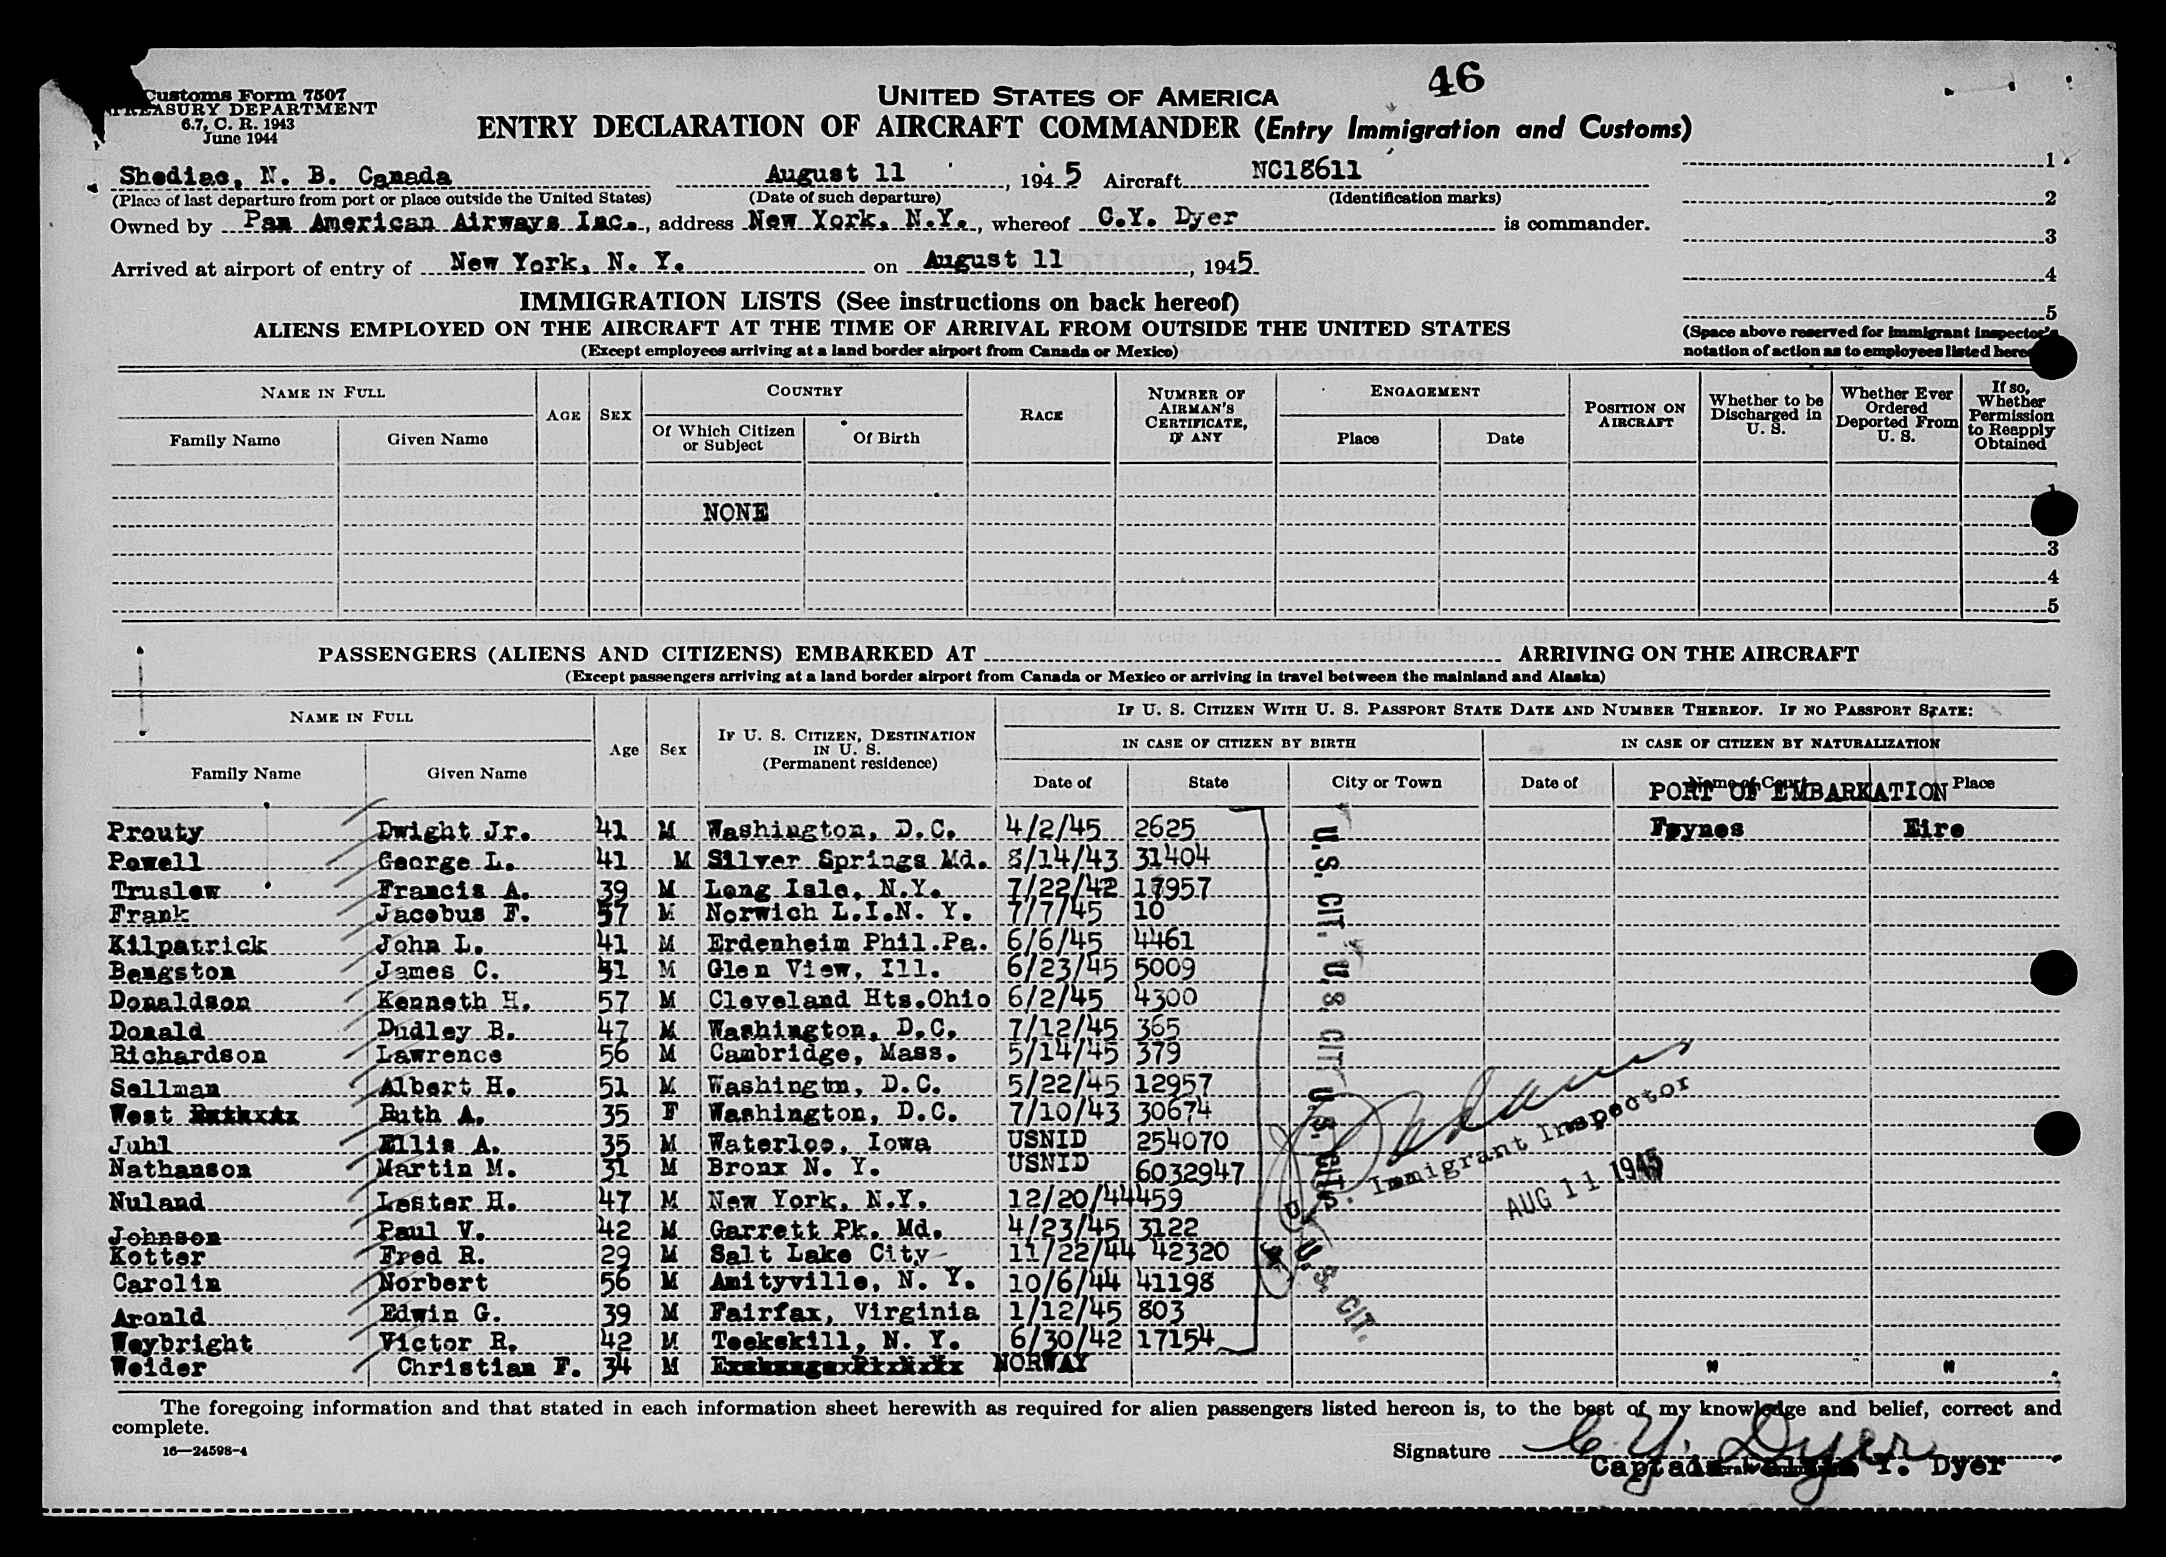 46
Customs Form 7507
TREASURY DEPARTMENT
6.7, C. R. 1943
June 1944
UNITED STATES OF AMERICA
ENTRY DECLARATION OF AIRCRAFT COMMANDER (Entry Immigration and Customs)
Shediac, N. B. Canada August 11, 1945 Aircraft NC18611
(Place of last departure from port or place outside the United States) (Date of such departure) (Identification marks)
Owned by Pan American Airways Inc., address New York, N.Y., whereof C.Y. Dyer is commander.
Arrived at airport of entry of New York, N. Y. on August 11, 1945
1
2
3
4
5
(Space above reserved for immigrant inspector's
notation of action as to employees listed
IMMIGRATION LISTS (See instructions on back hereof)
ALIENS EMPLOYED ON THE AIRCRAFT AT THE TIME OF ARRIVAL FROM OUTSIDE THE UNITED STATES
(Except employees arriving at a land border airport from Canada or Mexico)
NAME IN FULL AGE SEX COUNTRY RACE NUMBER OF AIRMAN'S CERTIFICATE, IF ANY ENGAGEMENT POSITION ON AIRCRAFT Whether to be Discharged in U. S. Whether Ever Ordered Deported From U. S. If so, Whether Permission to Reapply Obtained
Family Name Given Name Of Which Citizen or Subject Of Birth Place Date
1
NONE
3
4
5
PASSENGERS (ALIENS AND CITIZENS) EMBARKED AT ARRIVING ON THE AIRCRAFT
(Except passengers arriving at a land border airport from Canada or Mexico or arriving in travel between the mainland and Alaska)
NAME IN FULL Age Sex IF U. S. CITIZEN, DESTINATION IN U. S. (Permanent residence) IF U. S. CITIZEN WITH U. S. PASSPORT STATE DATE AND NUMBER THEREOF. IF NO PASSPORT STATE:
IN CASE OF CITIZEN BY BIRTH IN CASE OF CITIZEN BY NATURALIZATION
Family Name Given Name Date of State City or Town Date of Name of Court Place
PORT OF EMBARKATION
Prouty Dwight Jr. 41 M Washington, D.C. 4/2/45 2625 Foynes Eire
Powell George L. 41 M Silver Springs Md. 8/14/43 31404
Truslow Francis A. 39 M Long Isle, N.Y. 7/22/42 17957
Frank Jacobus F. 57 M Norwich L.I.N. Y. 7/7/45 10
Kilpatrick John L. 41 M Erdenheim Phil.Pa. 6/6/45 4461
Bengston James C. 51 M Glen View, Ill. 6/23/45 5009
Donaldson Kenneth H. 57 M Cleveland Hts.Ohio 6/2/45 4300
Donald Dudley B. 47 M Washington, D.C. 7/12/45 365
Richardson Lawrence 56 M Cambridge, Mass. 5/14/45 379
Sellman Albert H. 51 M Washingtn, D.C. 5/22/45 12957
West Ruth A. 35 F Washington, D.C. 7/10/43 30674
Juhl Ellis A. 35 M Waterloo, Iowa USNID 254070
Nathanson Martin M. 31 M Bronx N. Y. USNID 6032947
Nuland Lester H. 47 M New York, N.Y. 12/20/44 459
Johnson Paul V. 42 M Garrett Pk. Md. 4/23/45 3122
Kotter Fred R. 29 M Salt Lake City 11/22/44 42320
Carolin Norbert 56 M Amityville, N. Y. 10/6/44 41198
Aronld Edwin G. 39 M Fairfax, Virginia 1/12/45 803
Weybright Victor R. 42 M Teekskill, N. Y. 6/30/42 17154
Weider Christian F. 34 M NORWAY " "
U. S. CIT.
U. S. CIT
U. S. CIT.
U. S. CIT.
Immigrant Inspector
AUG 11 1945
The foregoing information and that stated in each information sheet herewith as required for alien passengers listed hereon is, to the best of my knowledge and belief, correct and
complete.
16—24598-4
Signature C. Y. Dyer
Captain Y. Dyer